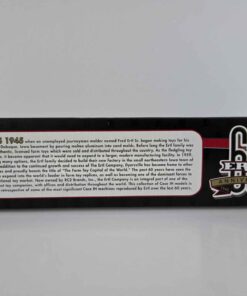 1945 when an unemployed journeyman molder named Fred Ertl Sr. began making toys for his
Dubuque, Iowa basement by pouring molten aluminum into sand molds. Before long the Ertl family was
thentic, licensed farm toys which were sold throughout the country. As the fledgling toy
it became apparent that it would need to expand to a larger, modern manufacturing facility. In 1959,
many options, the Ertl family decided to build their new factory in the small northeastern Iowa town of
addition to the continued growth and success of The Ertl Company, Dyersville has become home to other
and proudly boasts the title of "The Farm Toy Capital of the World." The past 60 years have seen the
expand into the world's leader in farm toy replicas, as well as becoming one of the dominant forces in
tional toy market. Now owned by RC2 Brands, Inc., the Ertl Company is an integral part of one of the
toy companies, with offices and distribution throughout the world. This collection of Case IH models is
retrospective of some of the most significant Case IH machines reproduced by Ertl over the last 60 years.
6
ER